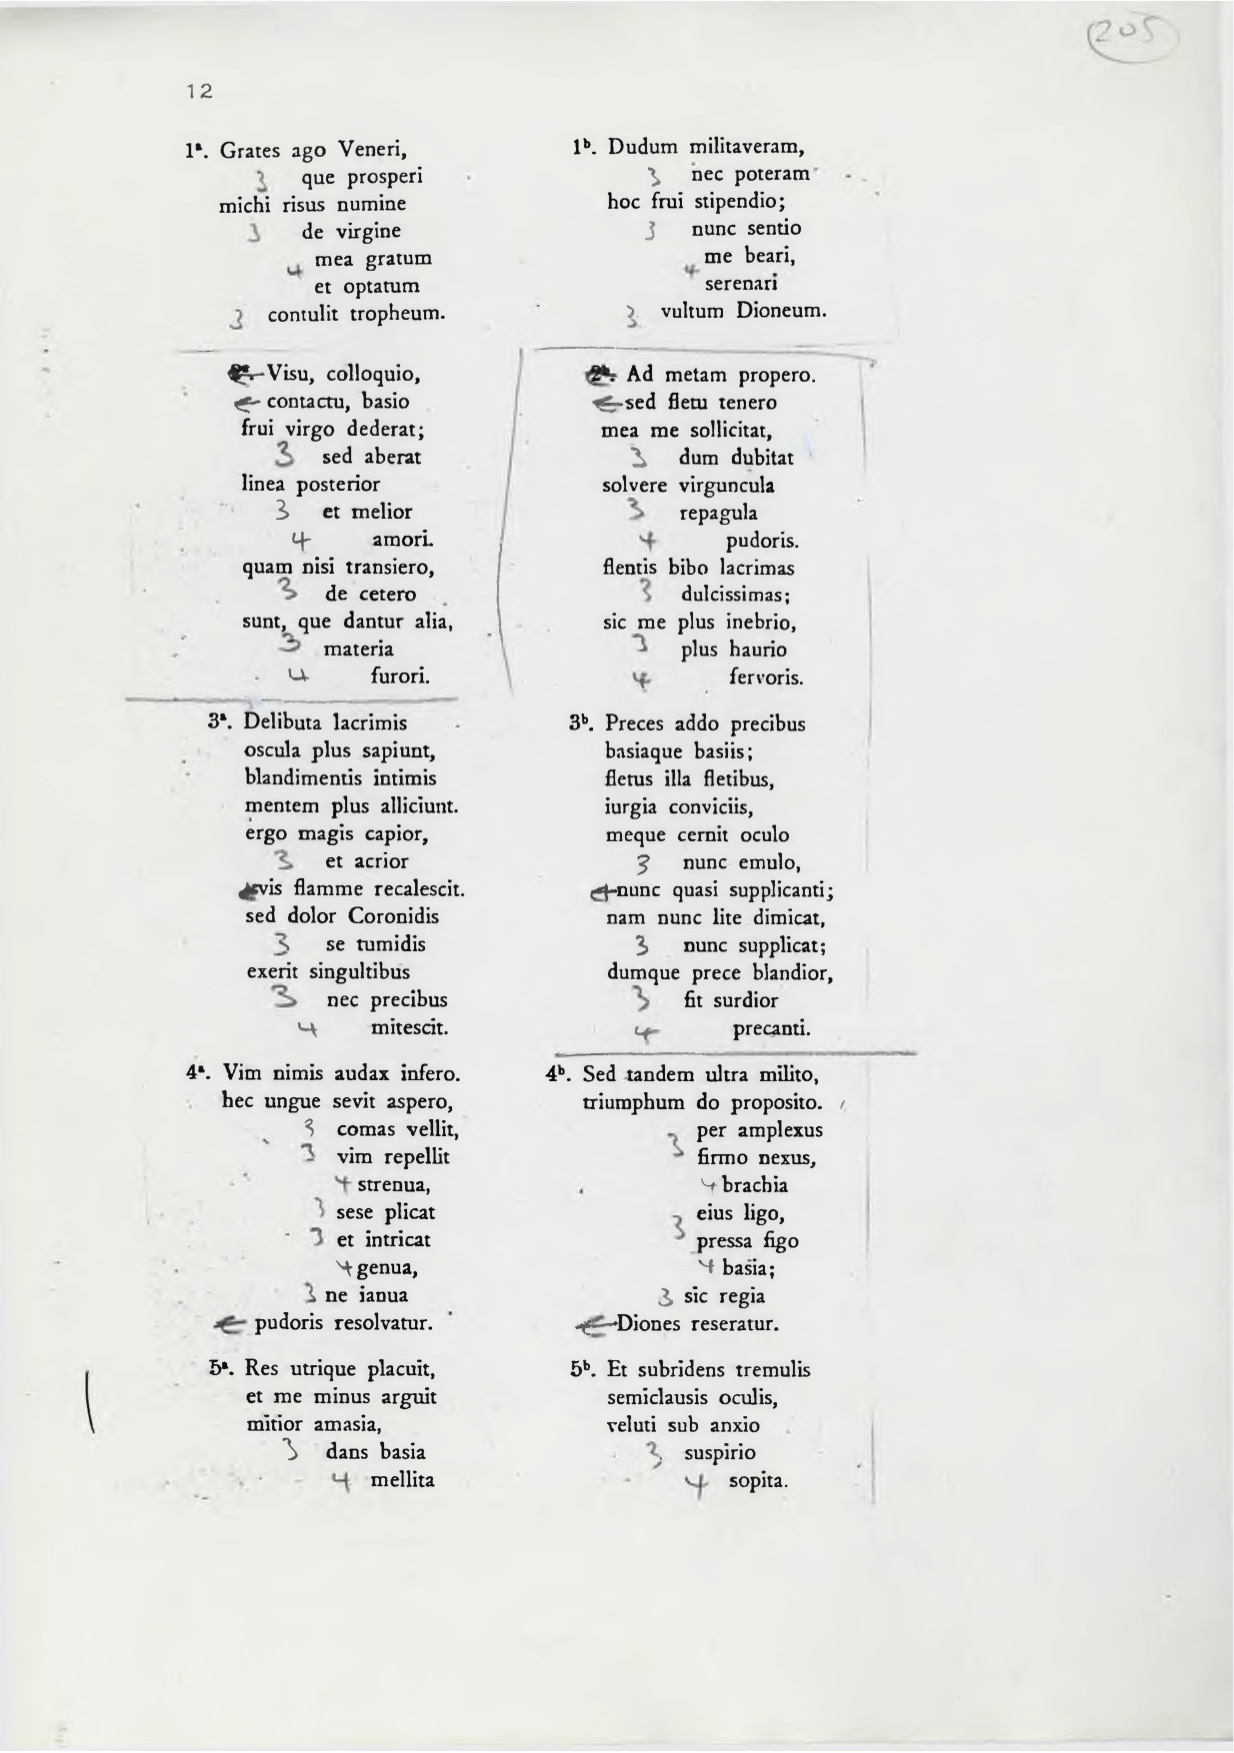 205
12
1ª. Grates ago Veneri,
3 que prosperi
michi risus numine
3 de virgine
4 mea gratum
et optatum
3 contulit tropheum.
Visu, colloquio,
contactu, basio
frui virgo dederat;
3 sed aberat
linea posterior
3 et melior
4 amori.
quam nisi transiero,
3 de cetero
sunt, que dantur alia,
3 materia
4 furori.
3ª. Delibuta lacrimis
oscula plus sapiunt,
blandimentis intimis
mentem plus alliciunt.
ergo magis capior,
3 et acrior
vis flamme recalescit.
sed dolor Coronidis
3 se tumidis
exerit singultibus
3 nec precibus
4 mitescit.
4ª. Vim nimis audax infero.
hec ungue sevit aspero,
3 comas vellit,
3 vim repellit
4 strenua,
3 sese plicat
3 et intricat
4 genua,
3 ne ianua
pudoris resolvatur.
5ª. Res utrique placuit,
et me minus arguit
mitior amasia,
3 dans basia
4 mellita
1ᵇ. Dudum militaveram,
3 nec poteram
hoc frui stipendio;
3 nunc sentio
4 me beari,
serenari
3 vultum Dioneum.
2ᵇ. Ad metam propero.
sed fletu tenero
mea me sollicitat,
3 dum dubitat
solvere virguncula
3 repagula
4 pudoris.
flentis bibo lacrimas
3 dulcissimas;
sic me plus inebrio,
3 plus haurio
4 fervoris.
3ᵇ. Preces addo precibus
basiaque basiis;
fletus illa fletibus,
iurgia conviciis,
meque cernit oculo
3 nunc emulo,
nunc quasi supplicanti;
nam nunc lite dimicat,
3 nunc supplicat;
dumque prece blandior,
3 fit surdior
4 precanti.
4ᵇ. Sed tandem ultra milito,
triumphum do proposito.
per amplexus
3 firmo nexus,
4 brachia
eius ligo,
3 pressa figo
4 basia;
3 sic regia
Diones reseratur.
5ᵇ. Et subridens tremulis
semiclausis oculis,
veluti sub anxio
3 suspirio
4 sopita.